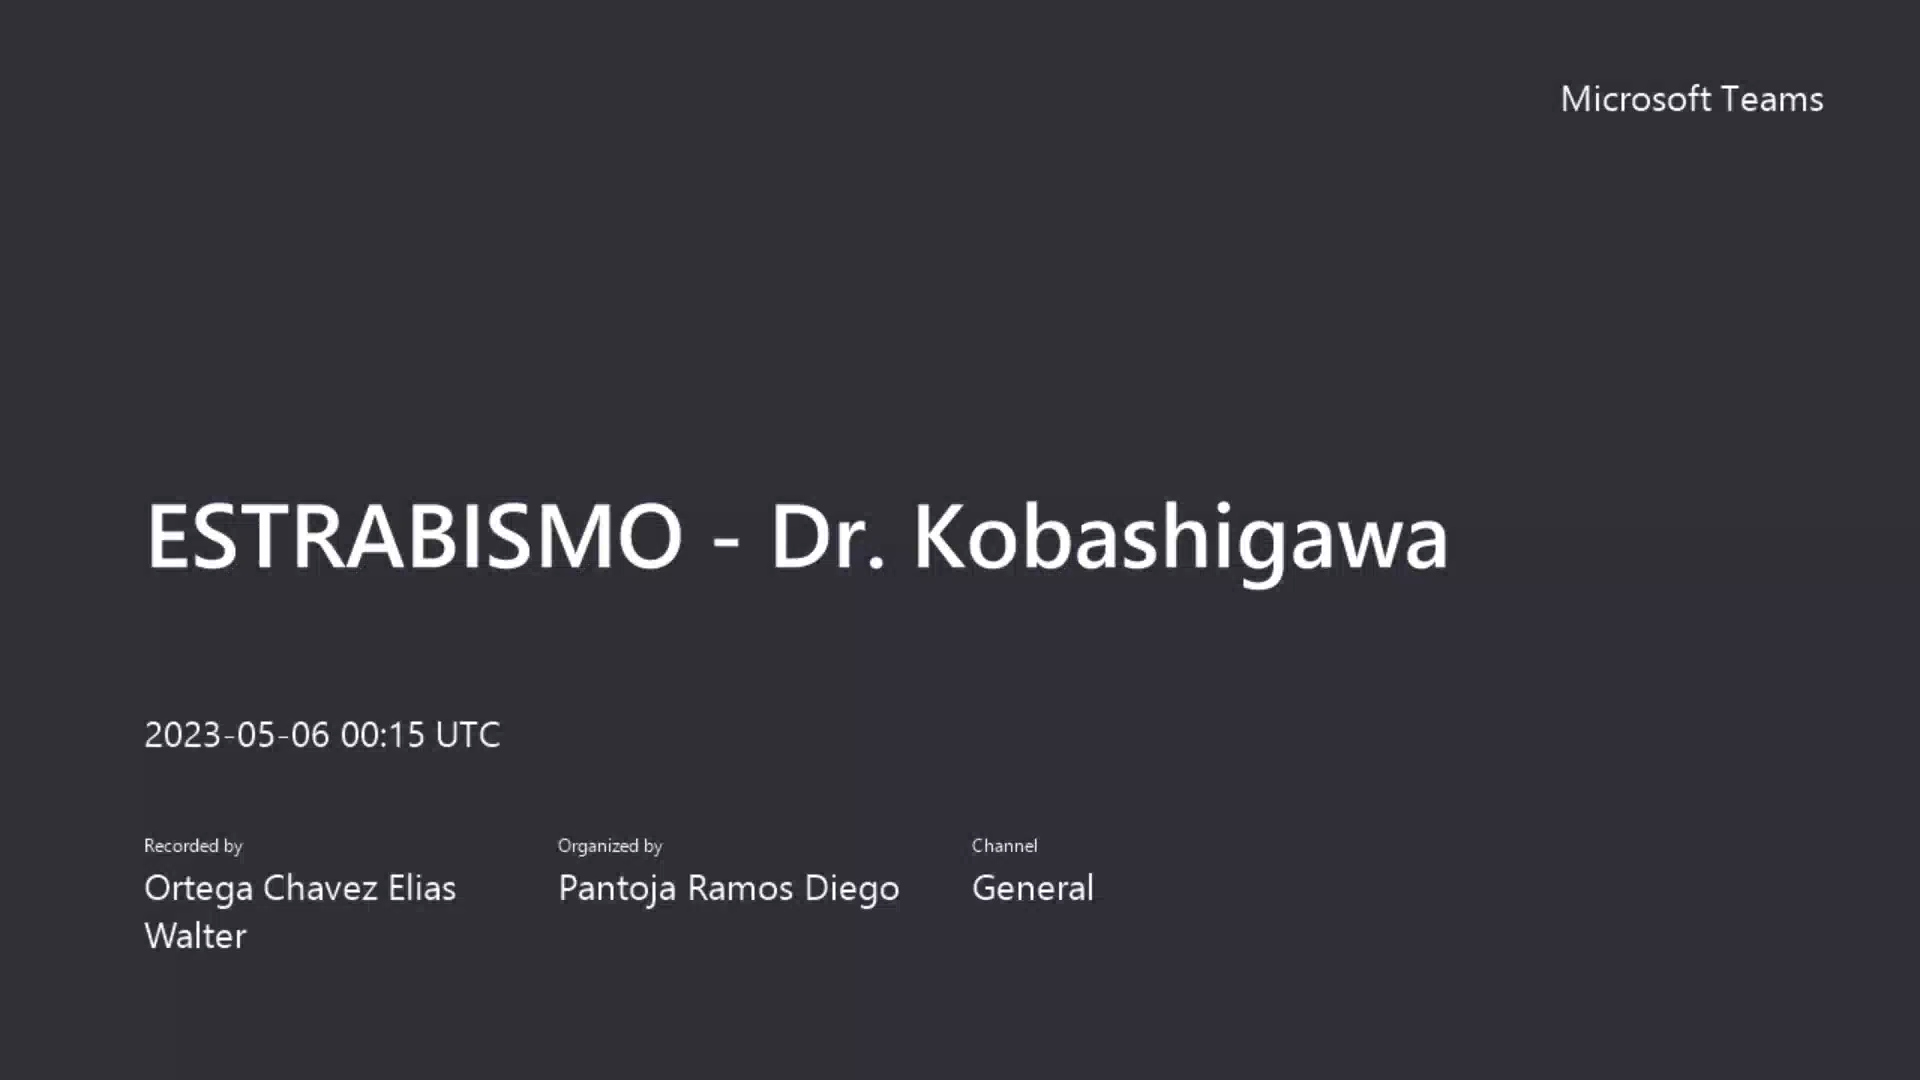 Microsoft Teams
ESTRABISMO - Dr. Kobashigawa
2023-05-06 00:15 UTC
Recorded by
Ortega Chavez Elias
Walter
Organized by
Pantoja Ramos Diego
Channel
General